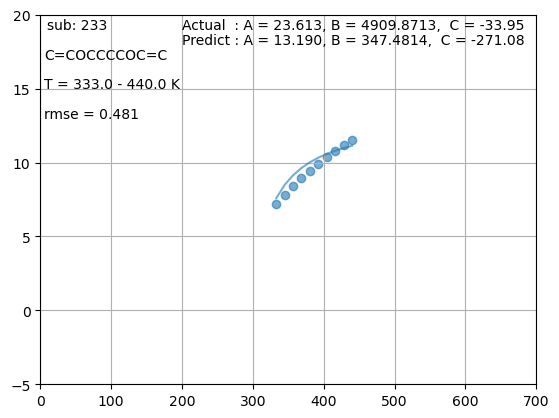 sub: 233
Actual  : A = 23.613, B = 4909.8713,  C = -33.95
Predict : A = 13.190, B = 347.4814,  C = -271.08
C=COCCCCOC=C
T = 333.0 - 440.0 K
rmse = 0.481
20
15
10
5
0
−5
0 100 200 300 400 500 600 700